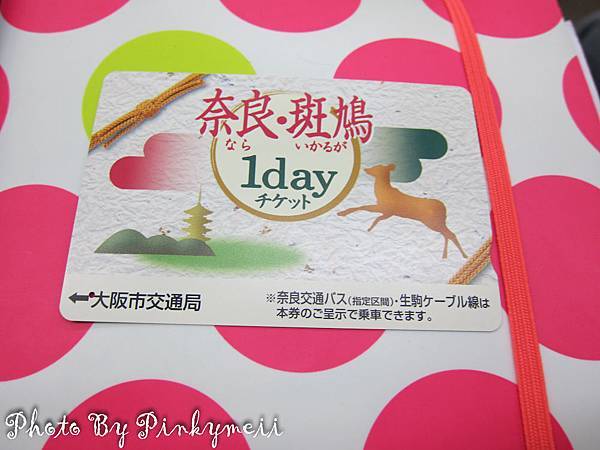 奈良・斑鳩
なら いかるが
1day
チケット
←大阪市交通局
※奈良交通バス(指定区間)・生駒ケーブル線は
本券のご呈示で乗車できます。
Photo By Pinkymeii